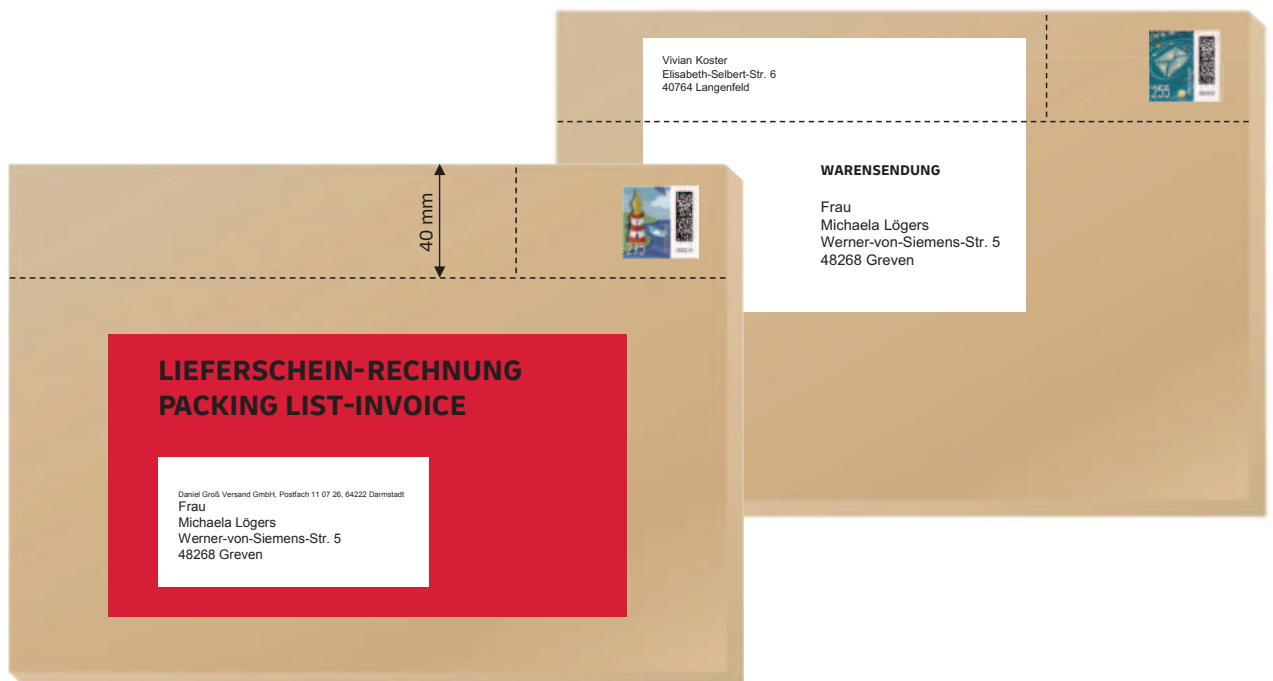 Vivian Koster
Elisabeth-Selbert-Str. 6
40764 Langenfeld
255
WARENSENDUNG
Frau
Michaela Lögers
Werner-von-Siemens-Str. 5
48268 Greven
40 mm
LIEFERSCHEIN-RECHNUNG
PACKING LIST-INVOICE
Daniel Groß Versand GmbH, Postfach 11 07 26, 64222 Darmstadt
Frau
Michaela Lögers
Werner-von-Siemens-Str. 5
48268 Greven